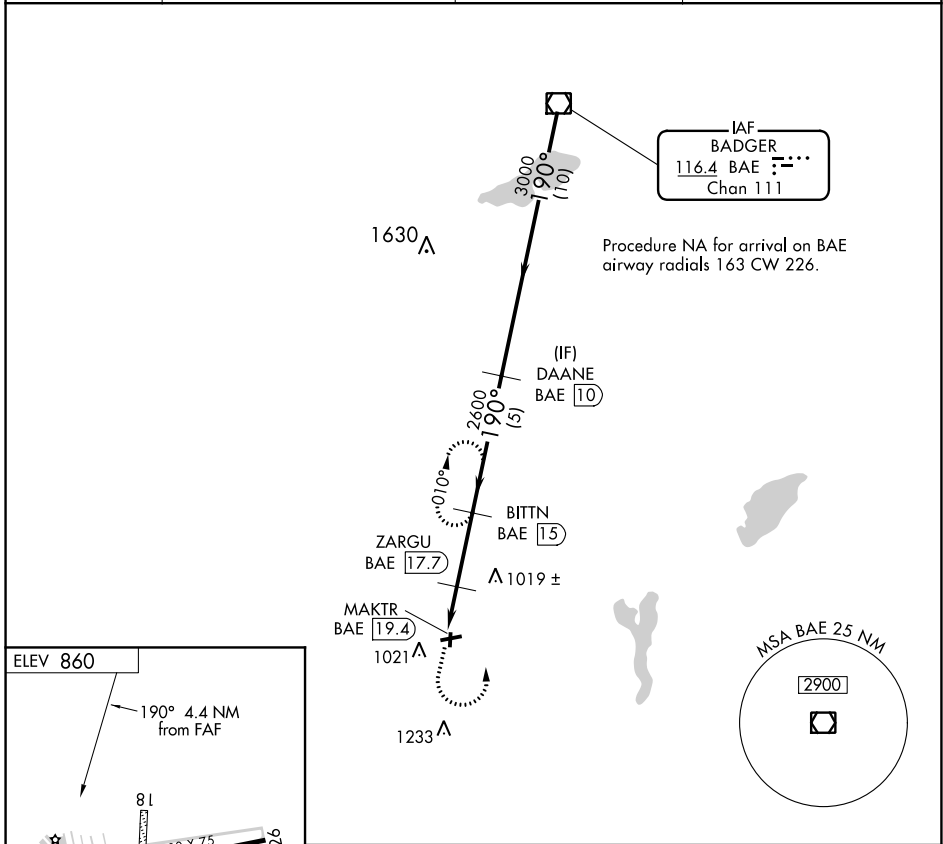 IAF
BADGER
116.4 BAE
Chan 111
3000
190°
(10)
1630
Procedure NA for arrival on BAE
airway radials 163 CW 226.
(IF)
DAANE
BAE 10
2600
190°
(5)
010°
BITTN
BAE 15
ZARGU
BAE 17.7
1019 ±
MAKTR
BAE 19.4
1021
1233
MSA BAE 25 NM
2900
ELEV 860
190° 4.4 NM
from FAF
18
X 75
26